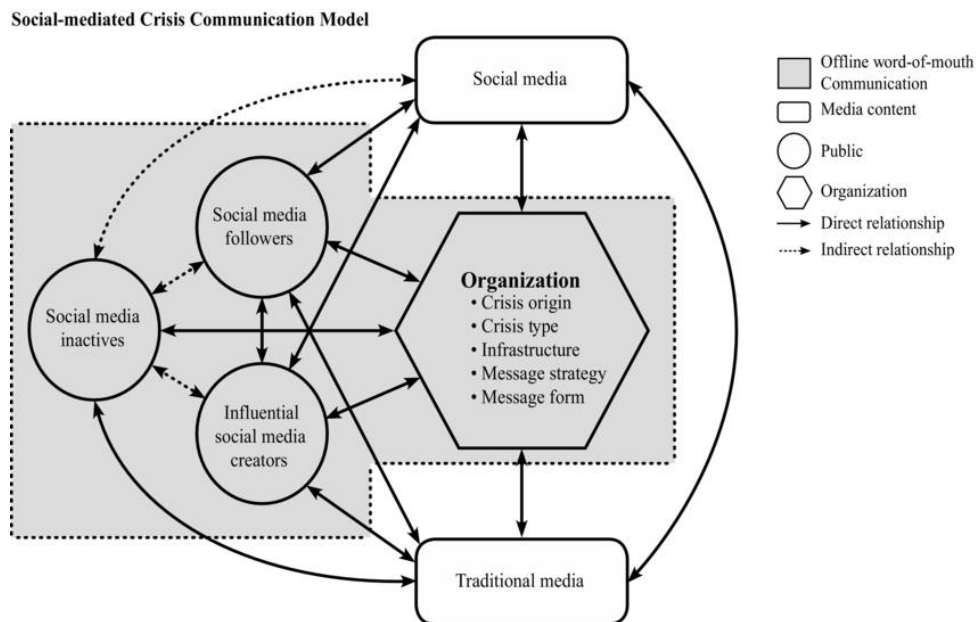 Social-mediated Crisis Communication Model
Social media
Offline word-of-mouth
Communication
Media content
Public
Organization
Direct relationship
Indirect relationship
Social media
followers
Social media
inactives
Influential
social media
creators
Organization
• Crisis origin
• Crisis type
• Infrastructure
• Message strategy
• Message form
Traditional media